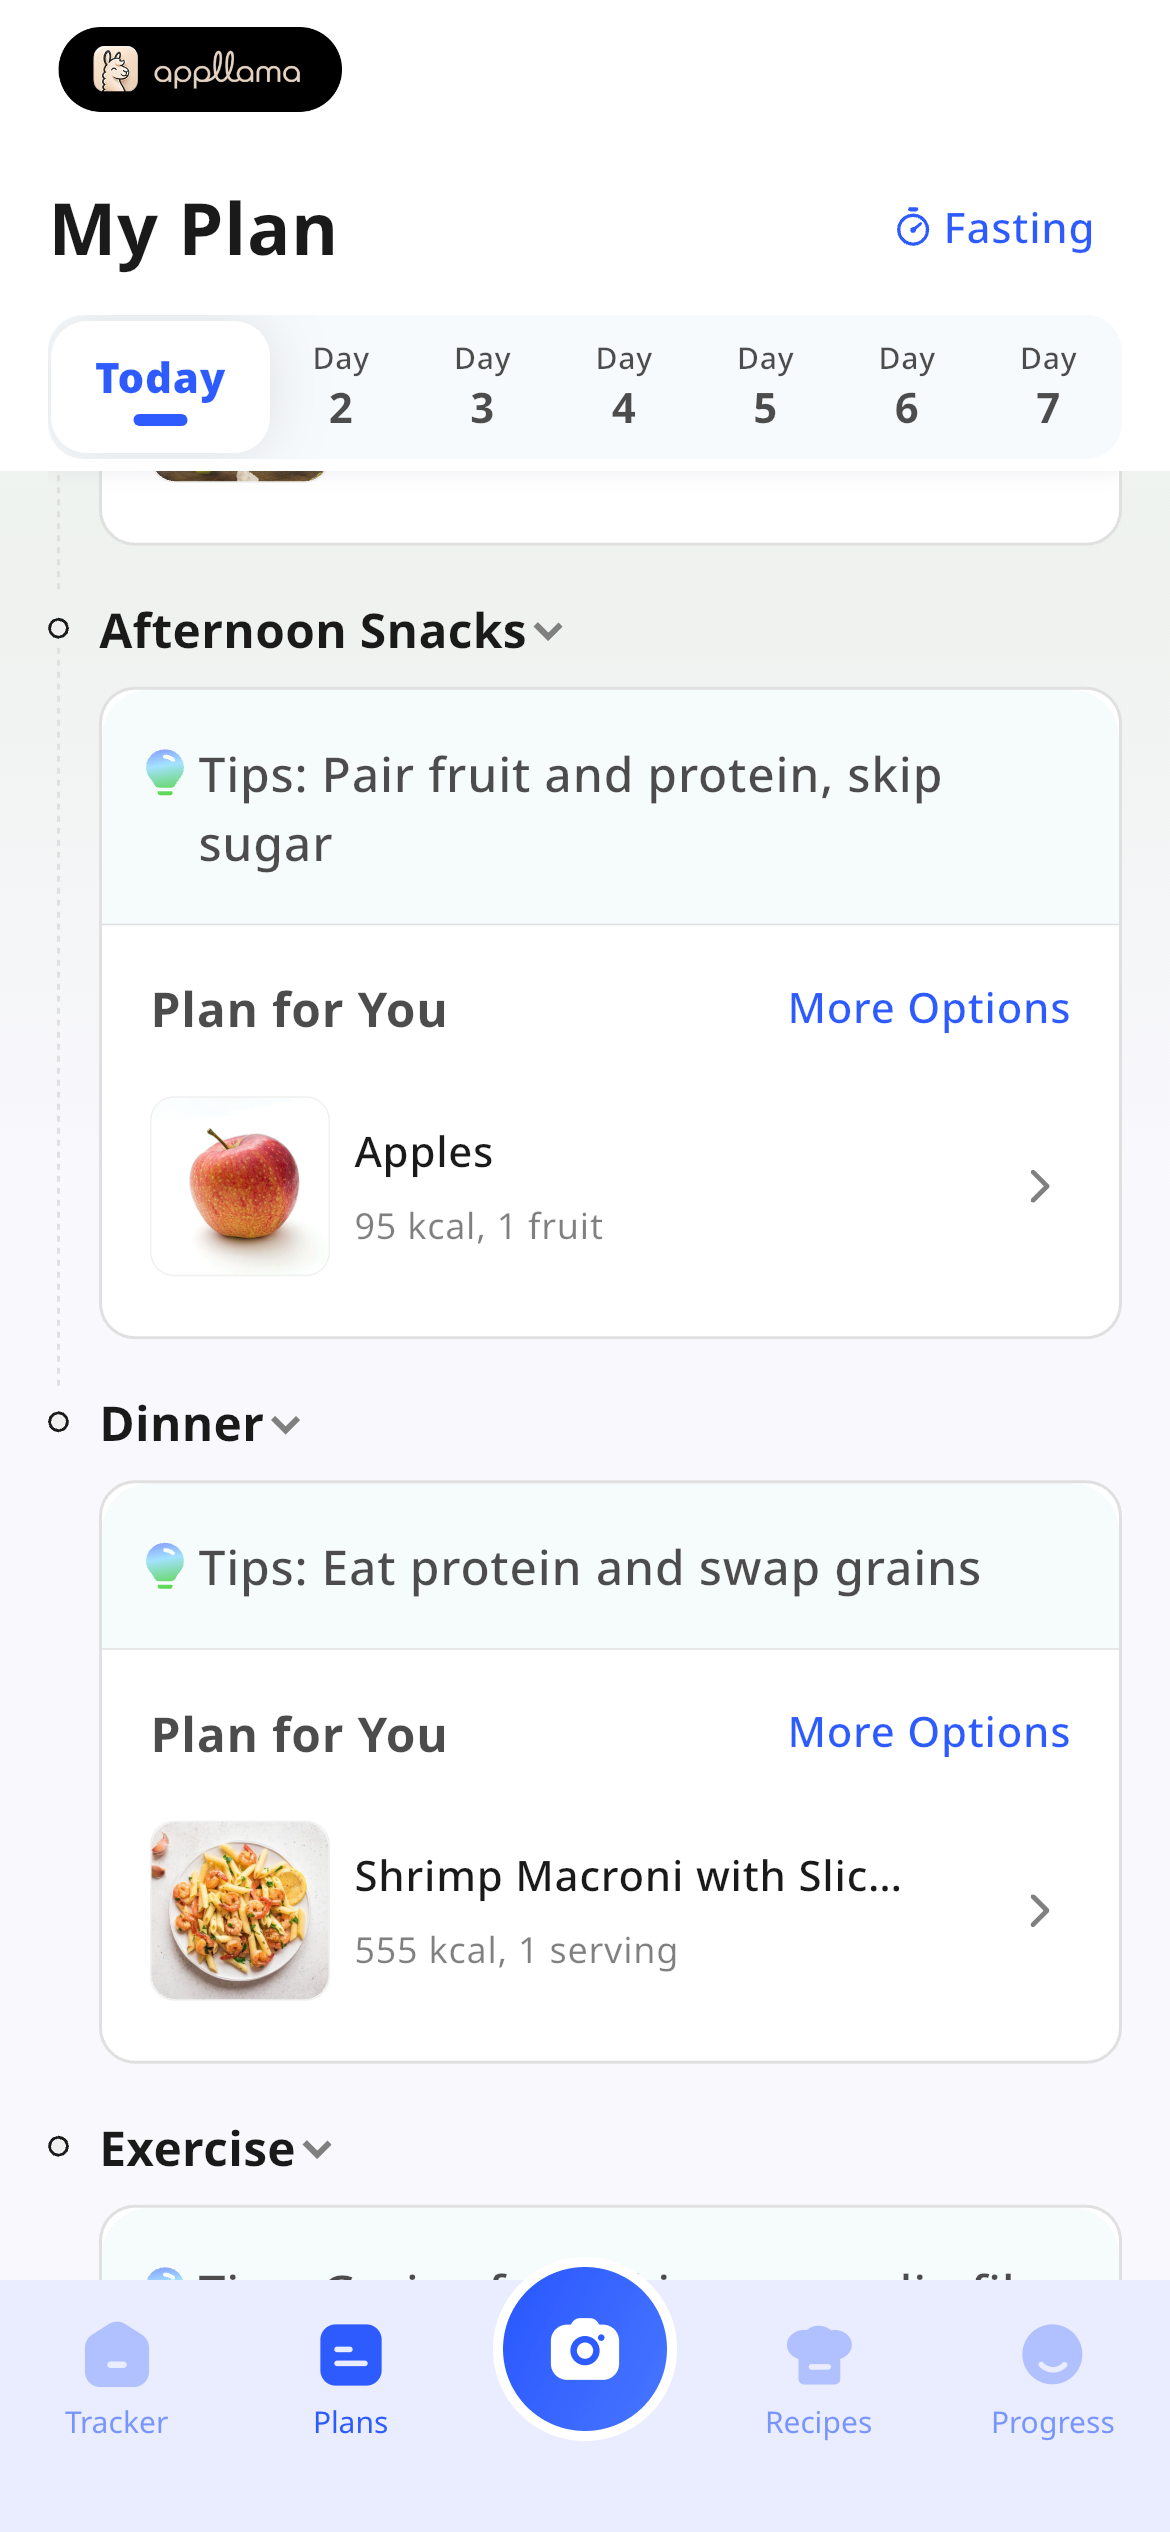 appllama
My Plan
Fasting
Today
Day
2
Day
3
Day
4
Day
5
Day
6
Day
7
Afternoon Snacks
Tips: Pair fruit and protein, skip
sugar
Plan for You
More Options
Apples
95 kcal, 1 fruit
Dinner
Tips: Eat protein and swap grains
Plan for You
More Options
Shrimp Macroni with Slic...
555 kcal, 1 serving
Exercise
Tracker
Plans
Recipes
Progress